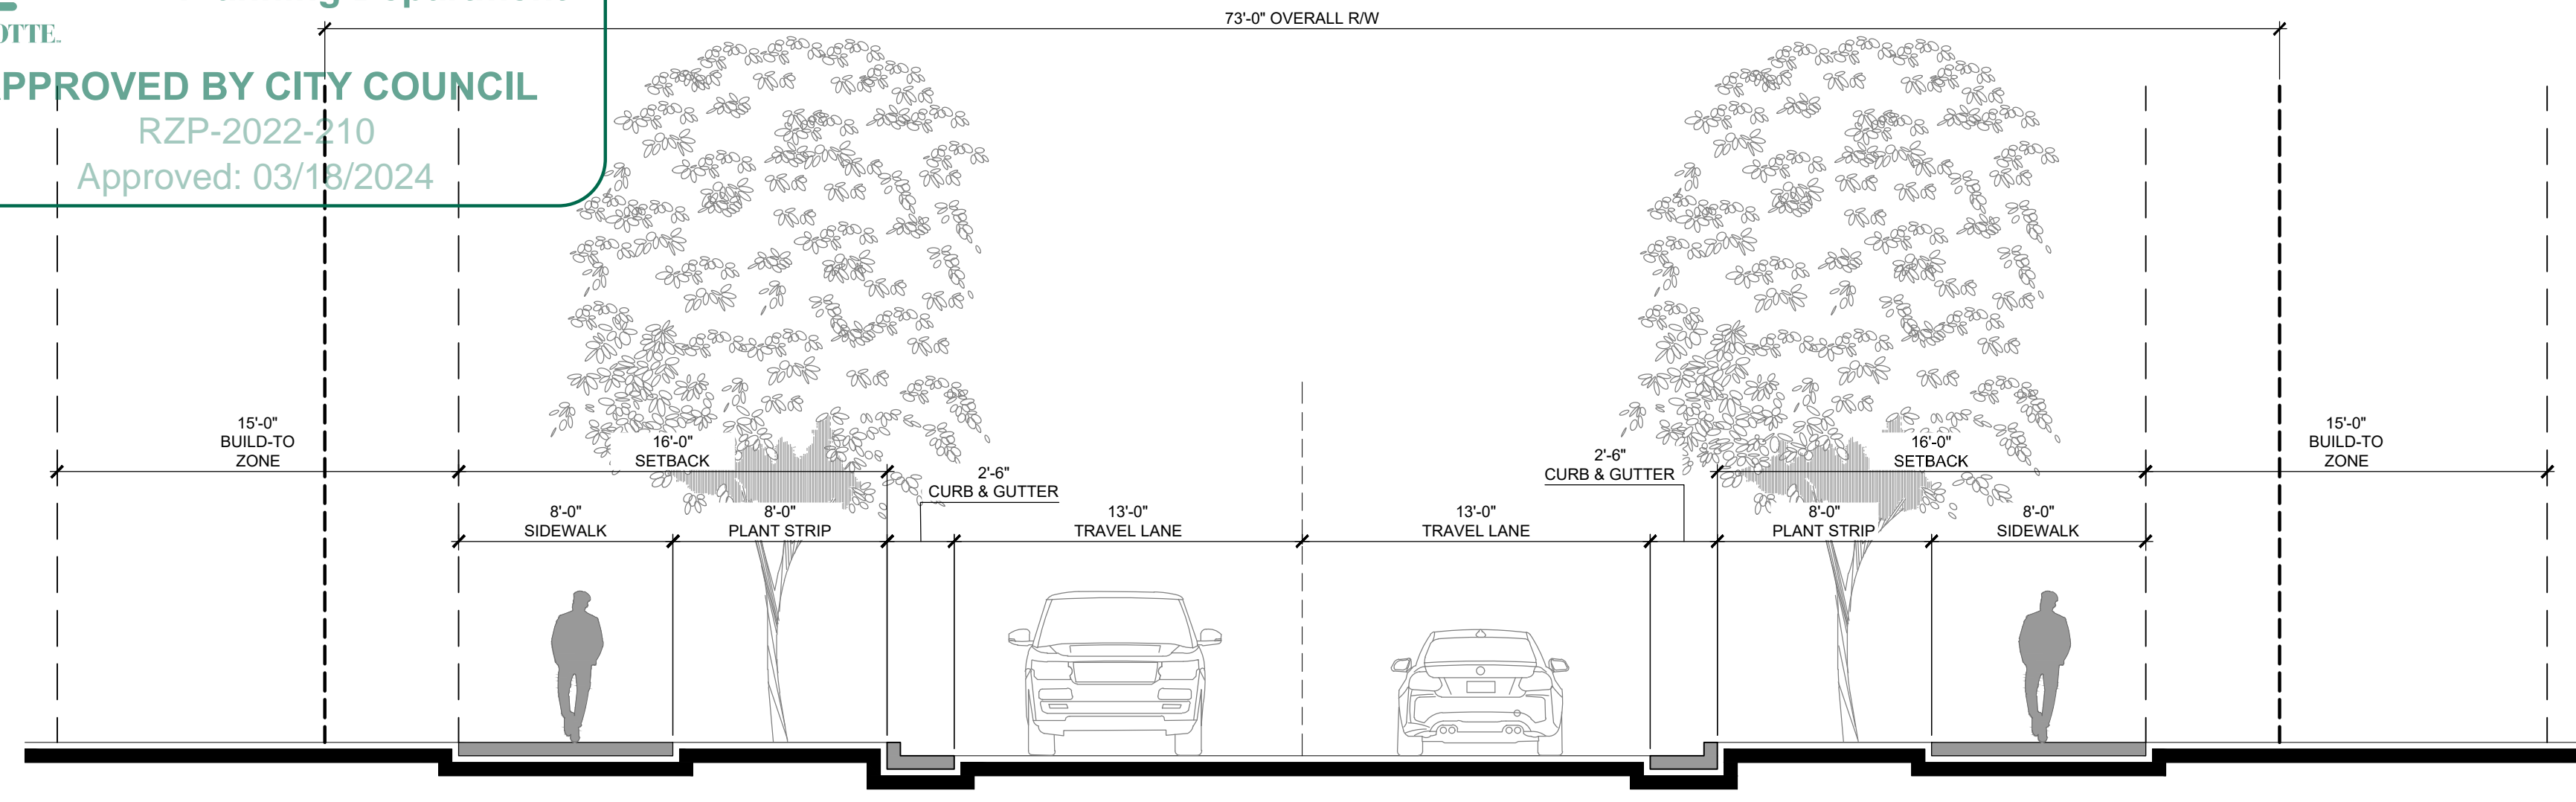 73'-0" OVERALL R/W
APPROVED BY CITY COUNCIL
RZP-2022-210
Approved: 03/18/2024
15'-0"
BUILD-TO
ZONE
16'-0"
SETBACK
2'-6"
CURB & GUTTER
2'-6"
CURB & GUTTER
16'-0"
SETBACK
15'-0"
BUILD-TO
ZONE
8'-0"
SIDEWALK
8'-0"
PLANT STRIP
13'-0"
TRAVEL LANE
13'-0"
TRAVEL LANE
8'-0"
PLANT STRIP
8'-0"
SIDEWALK